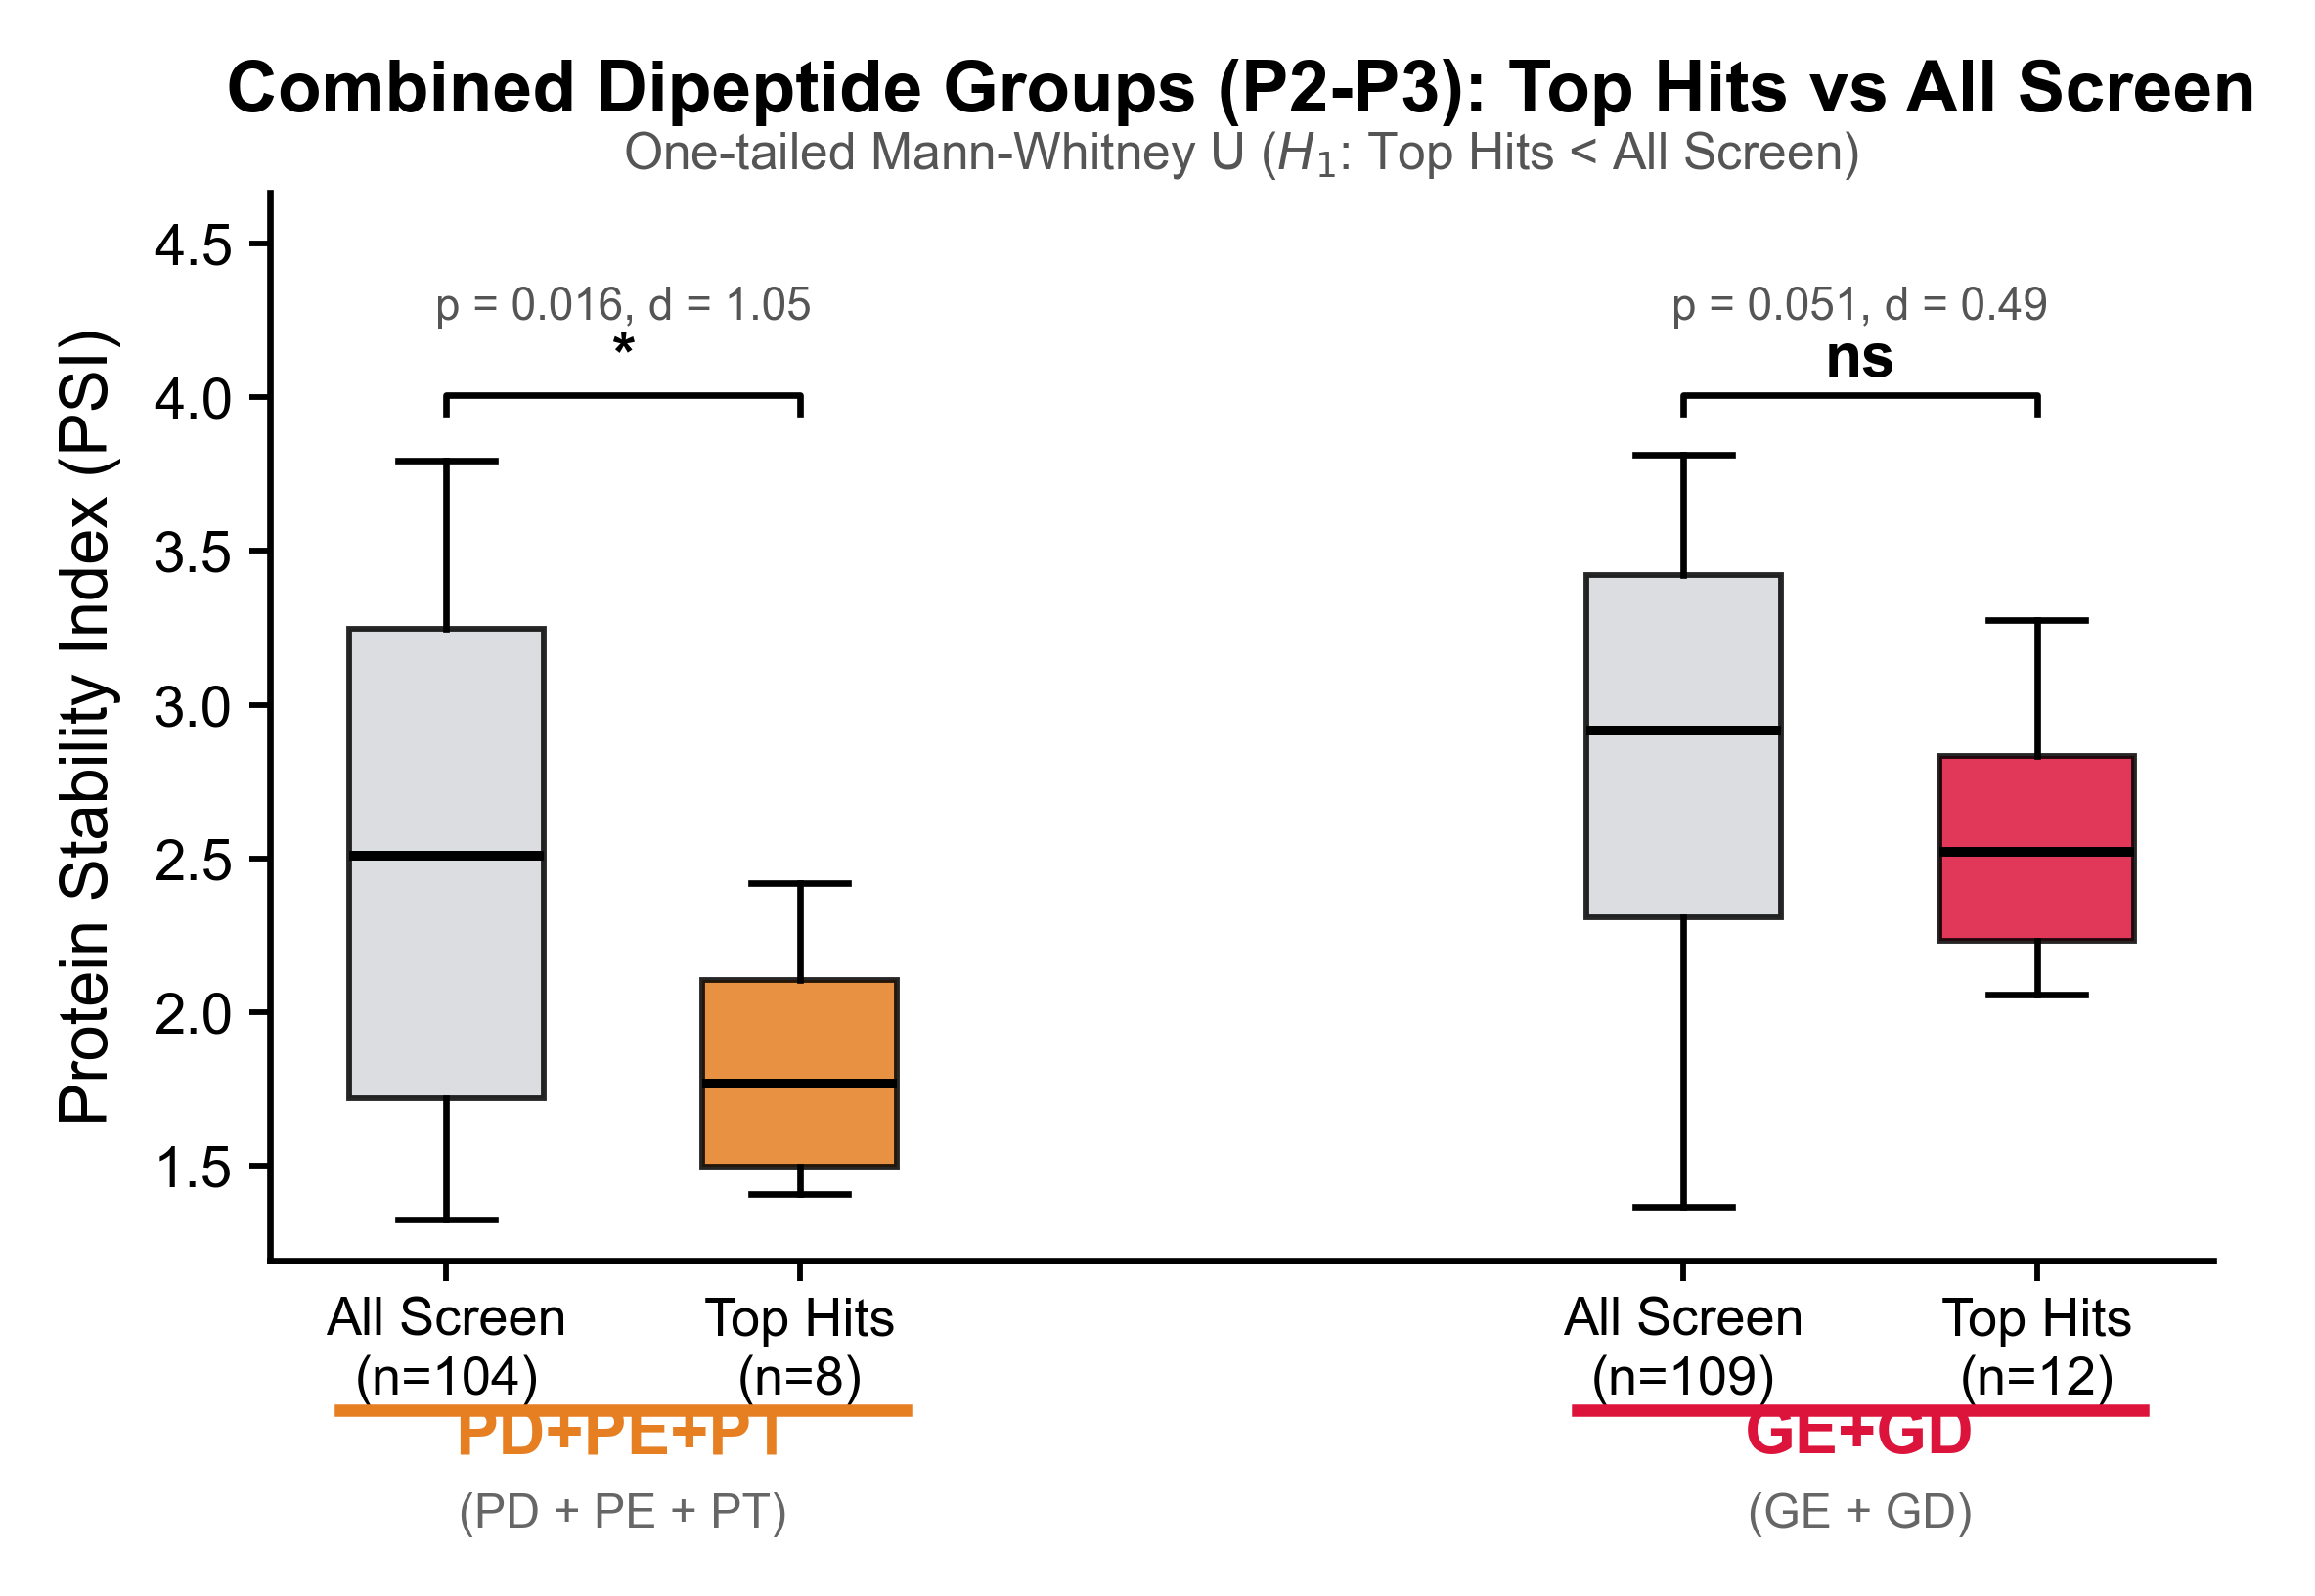 Combined Dipeptide Groups (P2-P3): Top Hits vs All Screen
One-tailed Mann-Whitney U (H₁: Top Hits < All Screen)
Protein Stability Index (PSI)
4.5
4.0
3.5
3.0
2.5
2.0
1.5
p = 0.016, d = 1.05
*
p = 0.051, d = 0.49
ns
All Screen
(n=104)
Top Hits
(n=8)
All Screen
(n=109)
Top Hits
(n=12)
PD+PE+PT
(PD + PE + PT)
GE+GD
(GE + GD)